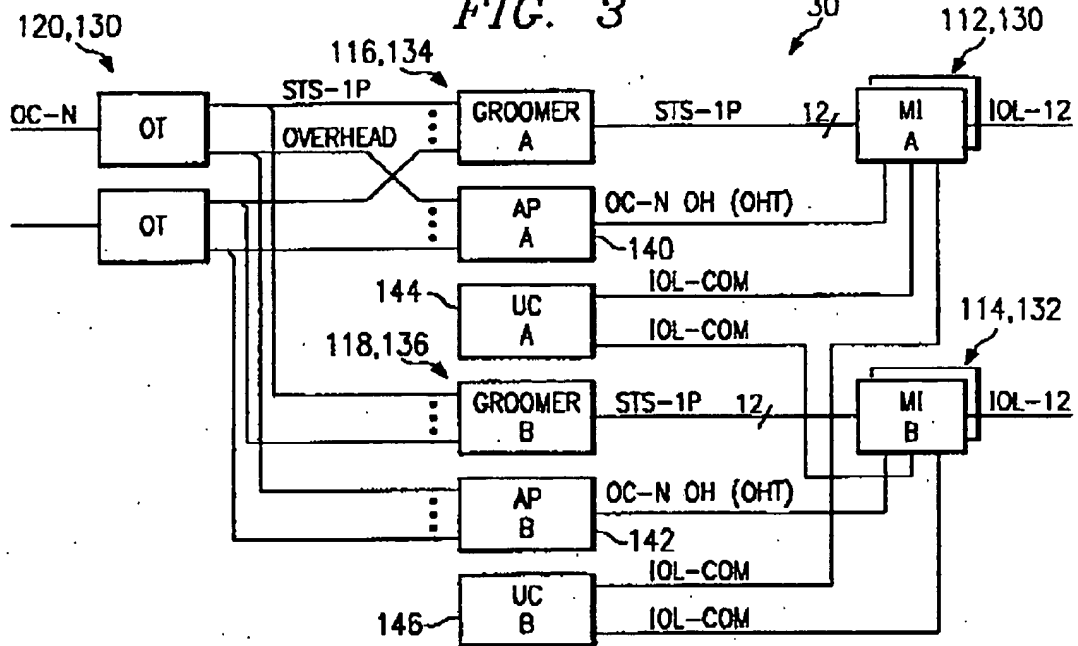 FIG. 3
30
120,130
112,130
116,134
OC-N
OT
STS-1P
GROOMER
A
STS-1P
12
MI
A
IOL-12
OVERHEAD
OT
AP
A
OC-N OH (OHT)
140
144
UC
A
IOL-COM
IOL-COM
114,132
118,136
GROOMER
B
STS-1P
12
MI
B
IOL-12
AP
B
OC-N OH (OHT)
142
146
UC
B
IOL-COM
IOL-COM